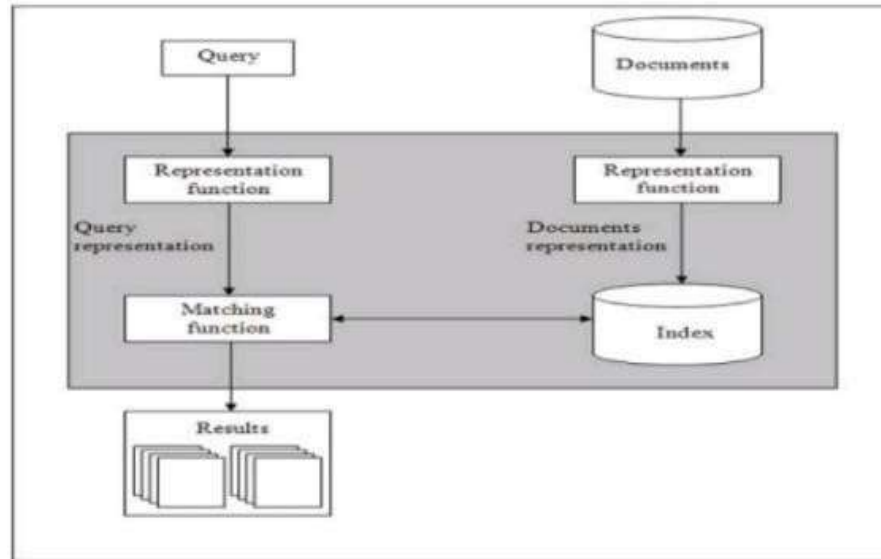 Query
Documents
Representation
function
Representation
function
Query
representation
Documents
representation
Matching
function
Index
Results